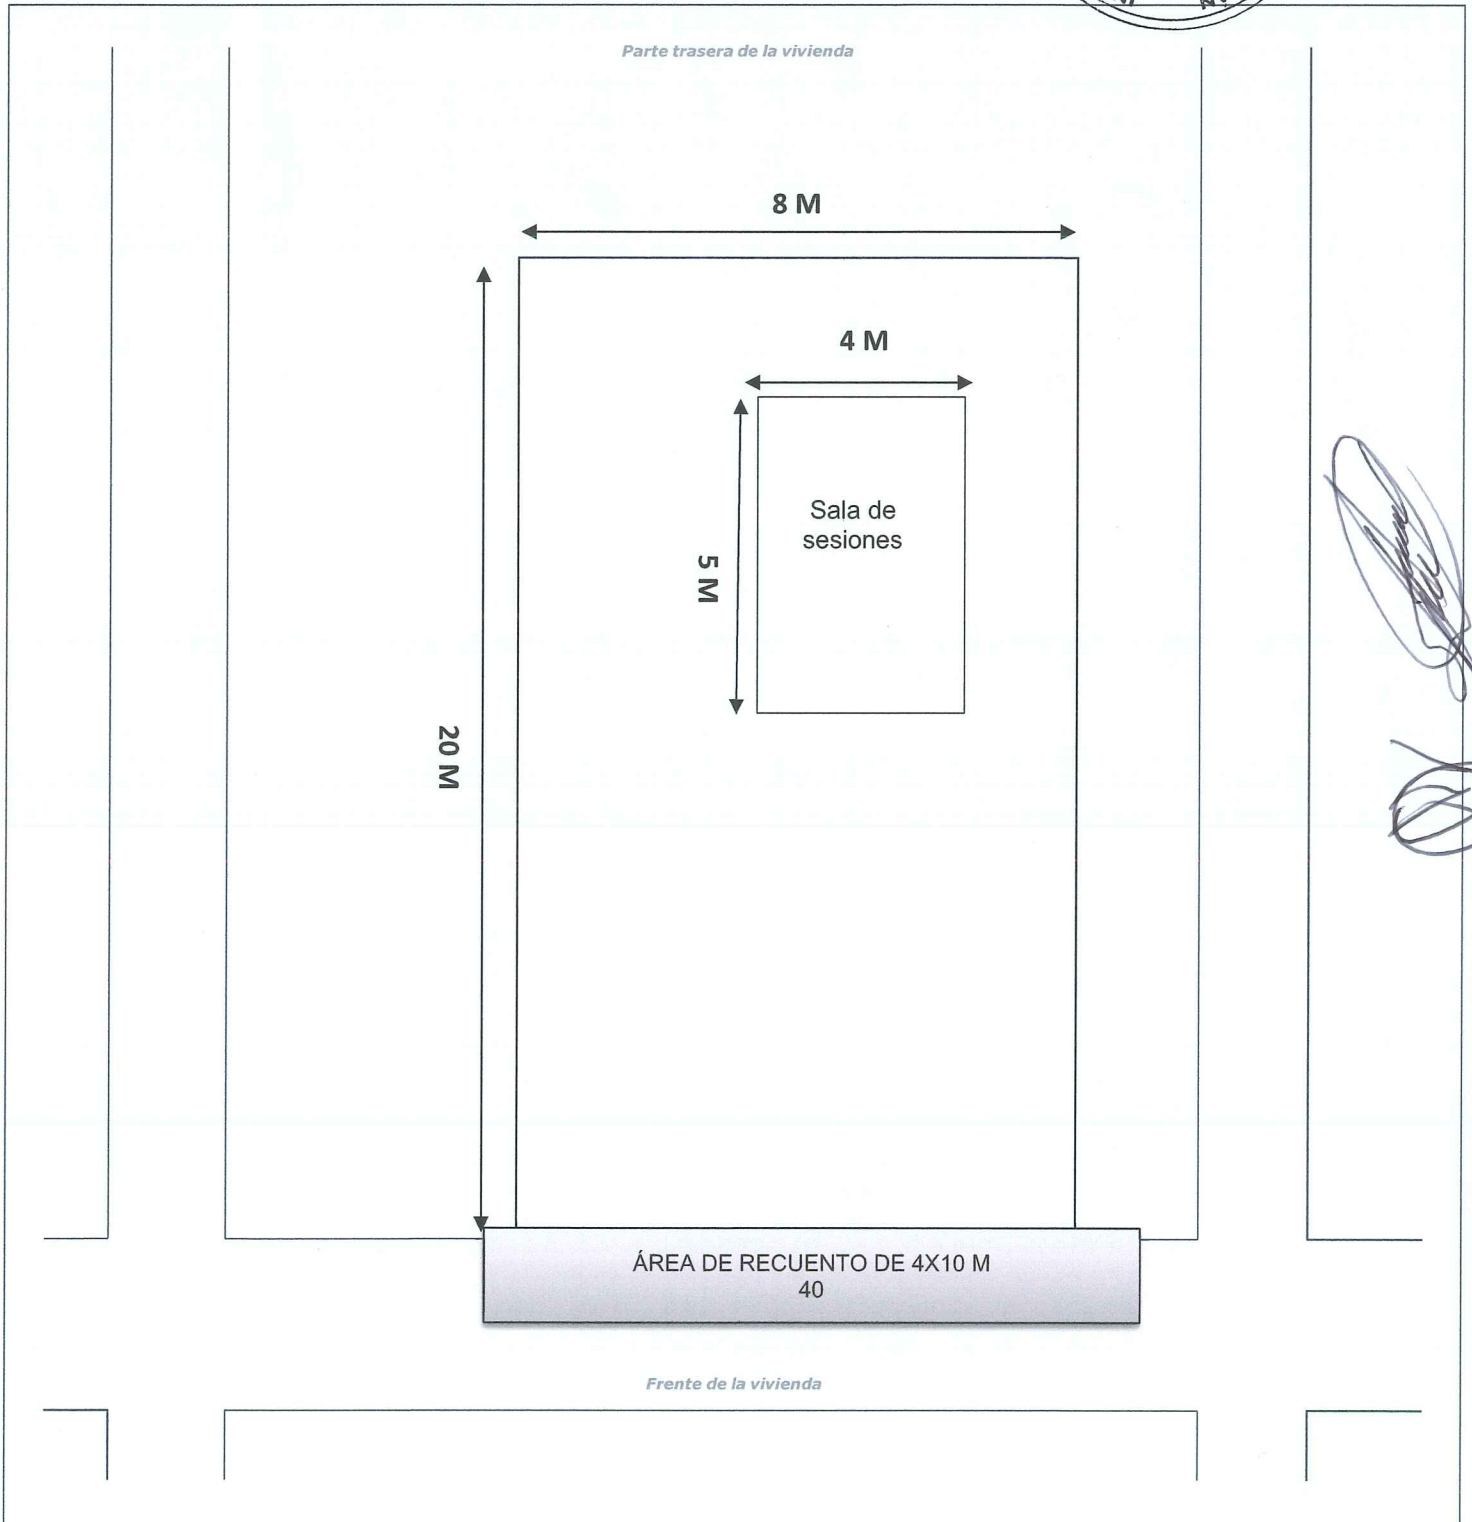 Parte trasera de la vivienda
8 M
4 M
Sala de
sesiones
5 M
20 M
ÁREA DE RECUENTO DE 4X10 M
40
Frente de la vivienda